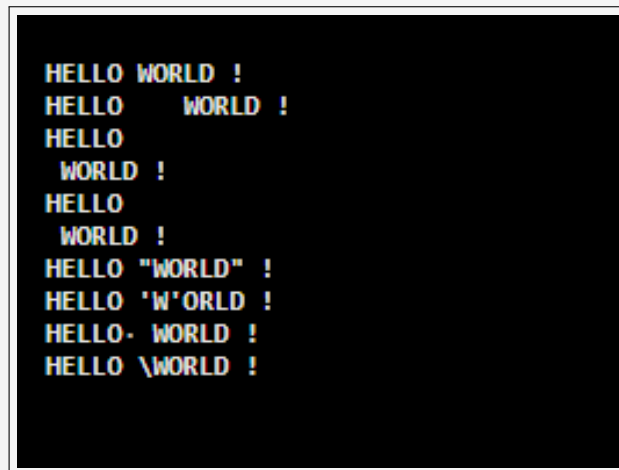 HELLO WORLD !
HELLO    WORLD !
HELLO
 WORLD !
HELLO
 WORLD !
HELLO "WORLD" !
HELLO 'W'ORLD !
HELLO· WORLD !
HELLO \WORLD !